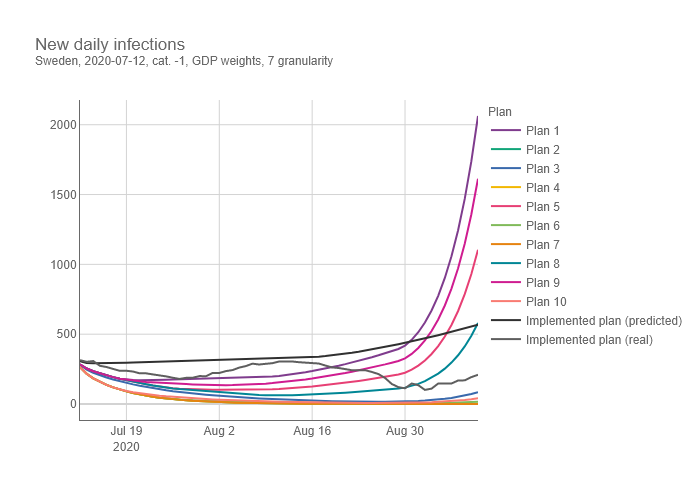 New daily infections
Sweden, 2020-07-12, cat. -1, GDP weights, 7 granularity
Plan
2000
1500
1000
500
0
Jul 19
2020
Aug 2
Aug 16
Aug 30
Plan 1
Plan 2
Plan 3
Plan 4
Plan 5
Plan 6
Plan 7
Plan 8
Plan 9
Plan 10
Implemented plan (predicted)
Implemented plan (real)